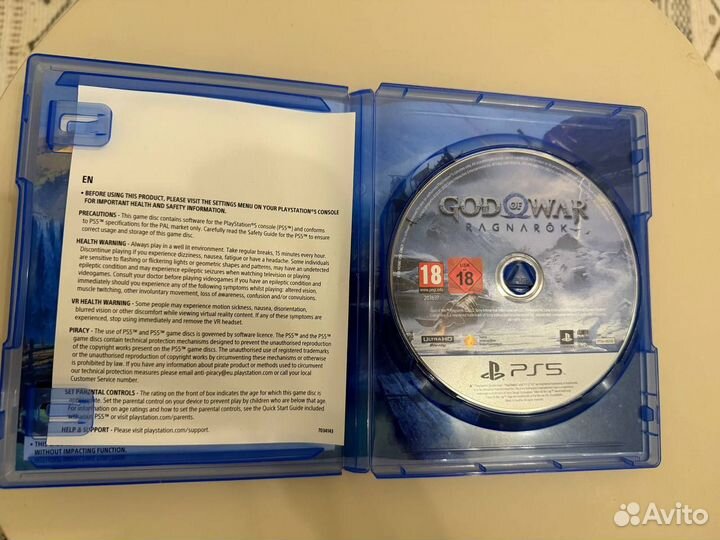 EN
• BEFORE USING THIS PRODUCT, PLEASE VISIT THE SETTINGS MENU ON YOUR PLAYSTATION®5 CONSOLE
FOR IMPORTANT HEALTH AND SAFETY INFORMATION.
PRECAUTIONS - This game disc contains software for the PlayStation®5 console (PS5™) and conforms
to PS5™ specifications for the PAL market only. Carefully read the Safety Guide for the PS5™ to ensure
correct usage and storage of this game disc.
HEALTH WARNING - Always play in a well lit environment. Take regular breaks, 15 minutes every hour.
Discontinue playing if you experience dizziness, nausea, fatigue or have a headache. Some individuals
are sensitive to flashing or flickering lights or geometric shapes and patterns, may have an undetected
epileptic condition and may experience epileptic seizures when watching television or playing
videogames. Consult your doctor before playing videogames if you have an epileptic condition and
immediately should you experience any of the following symptoms whilst playing: altered vision,
muscle twitching, other involuntary movement, loss of awareness, confusion and/or convulsions.
VR HEALTH WARNING - Some people may experience motion sickness, nausea, disorientation,
blurred vision or other discomfort while viewing virtual reality content. If any of these symptoms are
experienced, stop using immediately and remove the VR headset.
PIRACY - The use of PS5™ and PS5™ games discs is governed by software licence. The PS5™ and the PS5™
game discs contain technical protection mechanisms designed to prevent the unauthorised reproduction
of the copyright works present on the PS5™ game discs. The unauthorised use of registered trademarks
or the unauthorised reproduction of copyright works by circumventing these mechanisms or otherwise
is prohibited by law. If you have any information about pirate product or methods used to circumvent
our technical protection measures please email anti-piracy@eu.playstation.com or call your local
Customer Service number.
SET PARENTAL CONTROLS - The rating on the front of box indicates the age for which this game disc is
appropriate. Set the parental control on your device to prevent play by children who are below that age.
For information on age ratings and how to set the parental controls, see the Quick Start Guide included
or visit playstation.com/parents.
HELP & SUPPORT - Please visit playstation.com/support.
7034143
WITHOUT IMPACTING FUNCTION.
GOD OF WAR
RAGNARÖK
18
www.pegi.info
USK
18
ULTRA HD
PS5
Avito